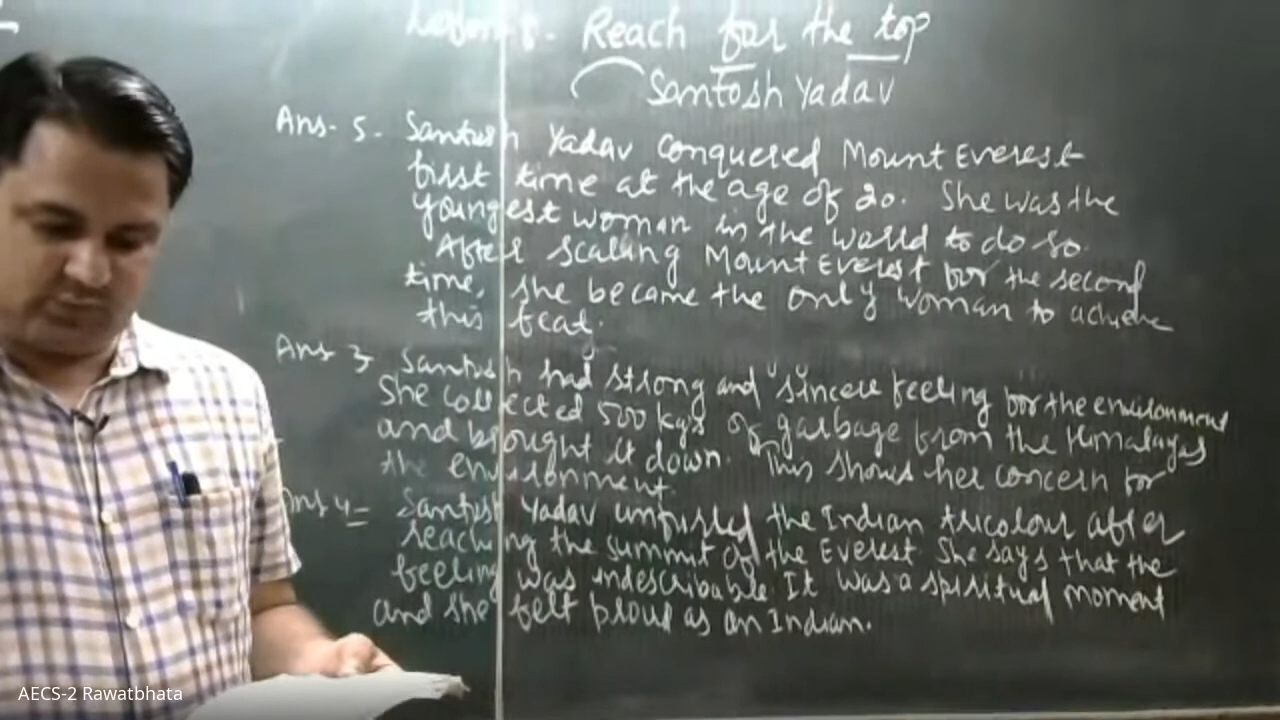 Lesson 8- Reach for the top
Santosh Yadav
Ans- 5- Santosh Yadav conquered Mount Everest
first time at the age of 20. She was the
youngest woman in the world to do so.
After scaling Mount Everest for the second
time, she became the only woman to achieve
this feat.
Ans 3 Santosh had strong and sincere feeling for the environment
She collected 500 kgs of garbage from the Himalayas
and brought it down. This shows her concern for
the environment
Ans 4= Santosh Yadav unfurled the Indian tricolour after
reaching the summit of the Everest. She says that the
feeling was indescribable. It was a spiritual moment
and she felt proud as an Indian.
AECS-2 Rawatbhata